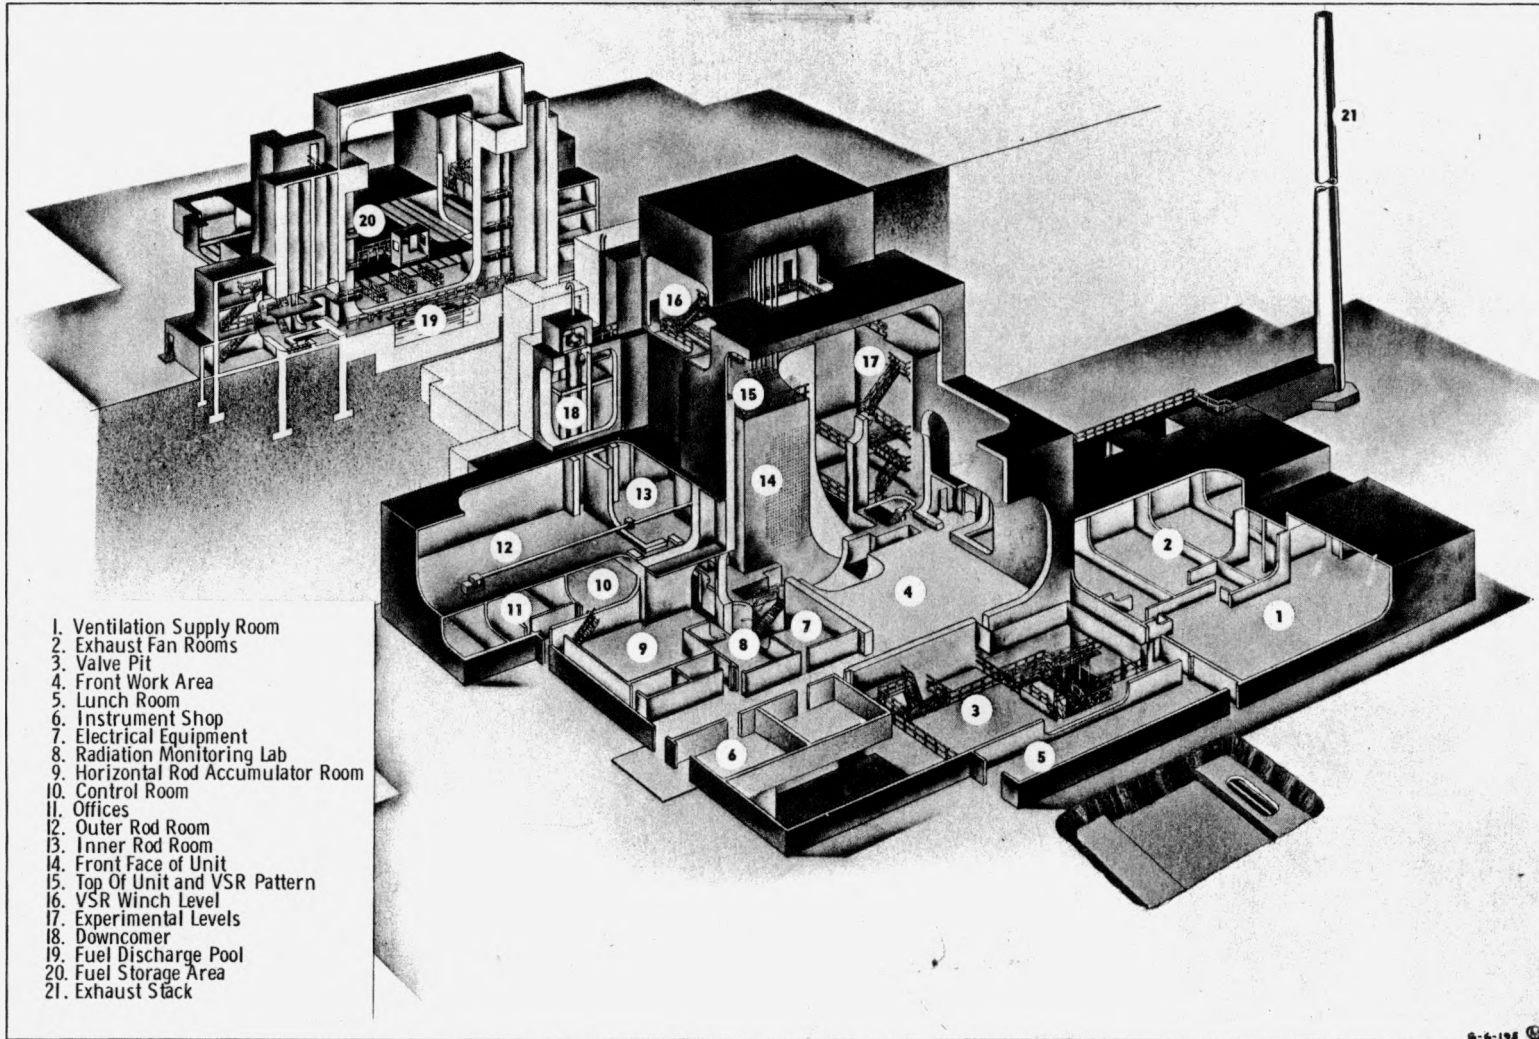 21
20
16
19
17
15
18
14
13
12
2
10
4
11
1
7
8
9
3
6
5
1. Ventilation Supply Room
2. Exhaust Fan Rooms
3. Valve Pit
4. Front Work Area
5. Lunch Room
6. Instrument Shop
7. Electrical Equipment
8. Radiation Monitoring Lab
9. Horizontal Rod Accumulator Room
10. Control Room
11. Offices
12. Outer Rod Room
13. Inner Rod Room
14. Front Face of Unit
15. Top Of Unit and VSR Pattern
16. VSR Winch Level
17. Experimental Levels
18. Downcomer
19. Fuel Discharge Pool
20. Fuel Storage Area
21. Exhaust Stack